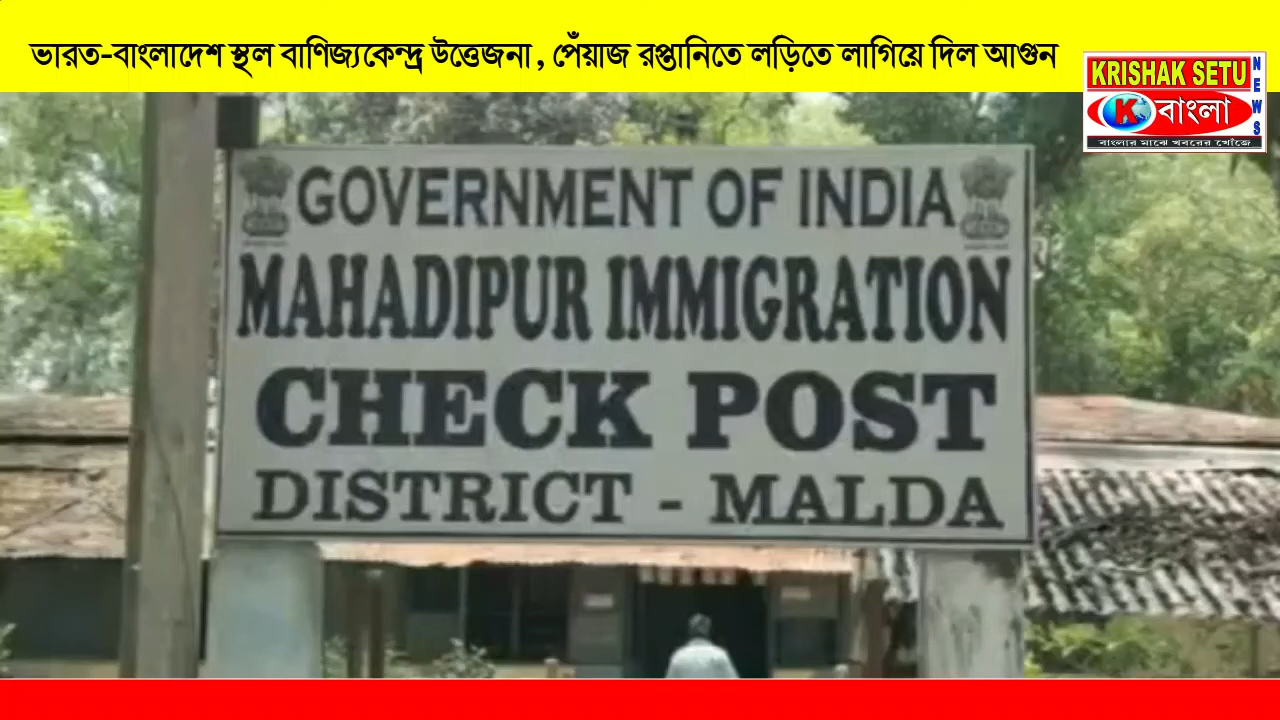 ভারত-বাংলাদেশ স্থল বাণিজ্যকেন্দ্র উত্তেজনা, পেঁয়াজ রপ্তানিতে লড়িতে লাগিয়ে দিল আগুন
KRISHAK SETU
NEWS
K বাংলা
বাংলার মাঝে খবরের খোঁজে
GOVERNMENT OF INDIA
MAHADIPUR IMMIGRATION
CHECK POST
DISTRICT - MALDA